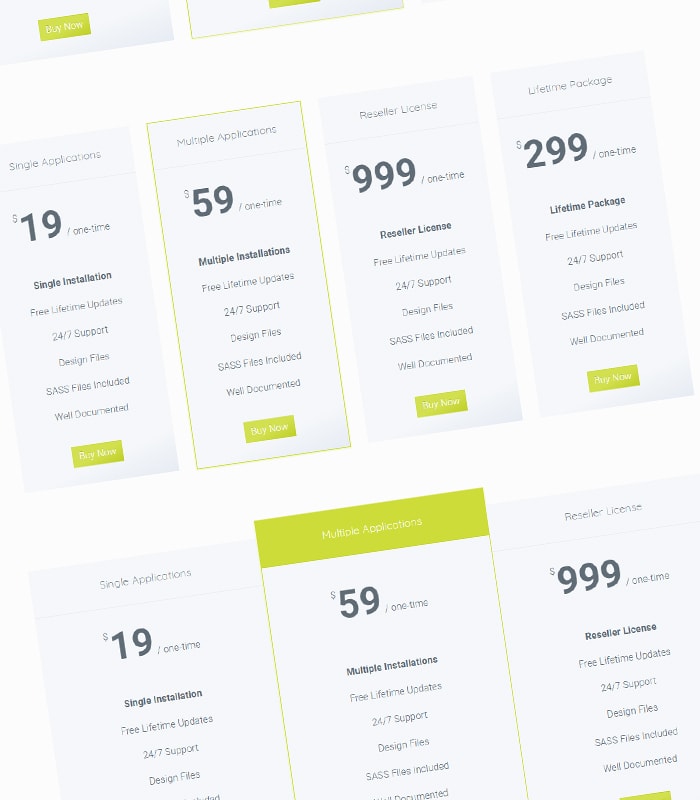 Buy Now
Single Applications
$19 / one-time
Single Installation
Free Lifetime Updates
24/7 Support
Design Files
SASS Files Included
Well Documented
Buy Now
Multiple Applications
$59 / one-time
Multiple Installations
Free Lifetime Updates
24/7 Support
Design Files
SASS Files Included
Well Documented
Buy Now
Reseller License
$999 / one-time
Reseller License
Free Lifetime Updates
24/7 Support
Design Files
SASS Files Included
Well Documented
Buy Now
Lifetime Package
$299 / one-time
Lifetime Package
Free Lifetime Updates
24/7 Support
Design Files
SASS Files Included
Well Documented
Buy Now
Single Applications
$19 / one-time
Single Installation
Free Lifetime Updates
24/7 Support
Design Files
Multiple Applications
$59 / one-time
Multiple Installations
Free Lifetime Updates
24/7 Support
Design Files
SASS Files Included
Documented
Reseller License
$999 / one-time
Reseller License
Free Lifetime Updates
24/7 Support
Design Files
SASS Files Included
Well Documented